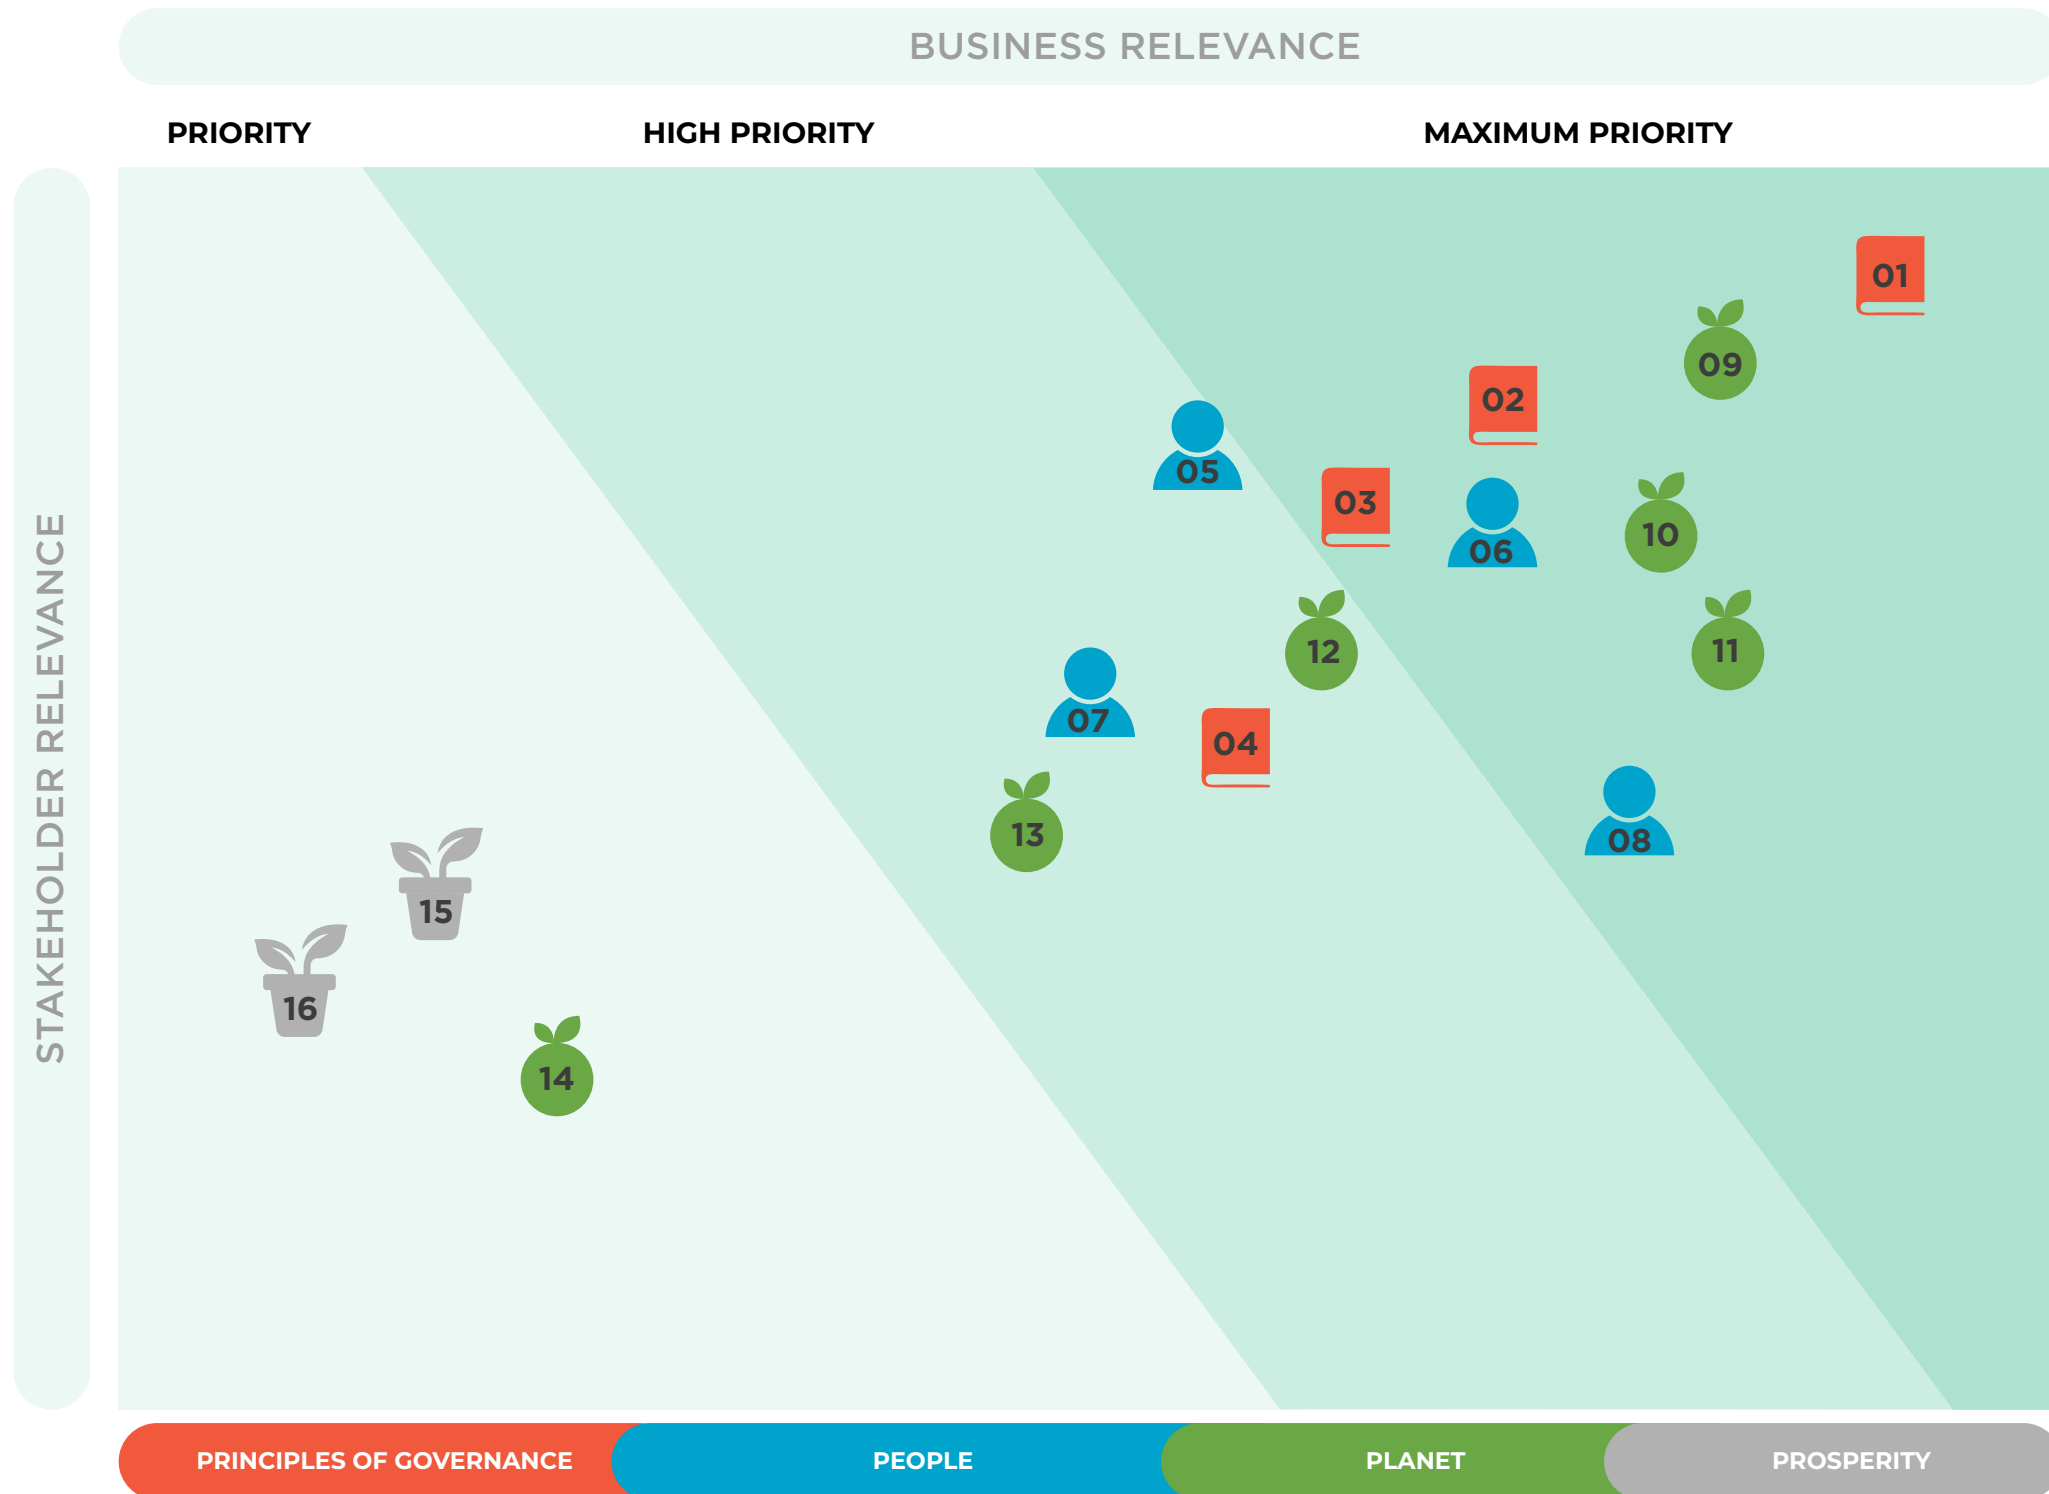 BUSINESS RELEVANCE
PRIORITY
HIGH PRIORITY
MAXIMUM PRIORITY
STAKEHOLDER RELEVANCE
01
09
02
05
03
06
10
12
11
07
04
13
08
15
16
14
PRINCIPLES OF GOVERNANCE
PEOPLE
PLANET
PROSPERITY